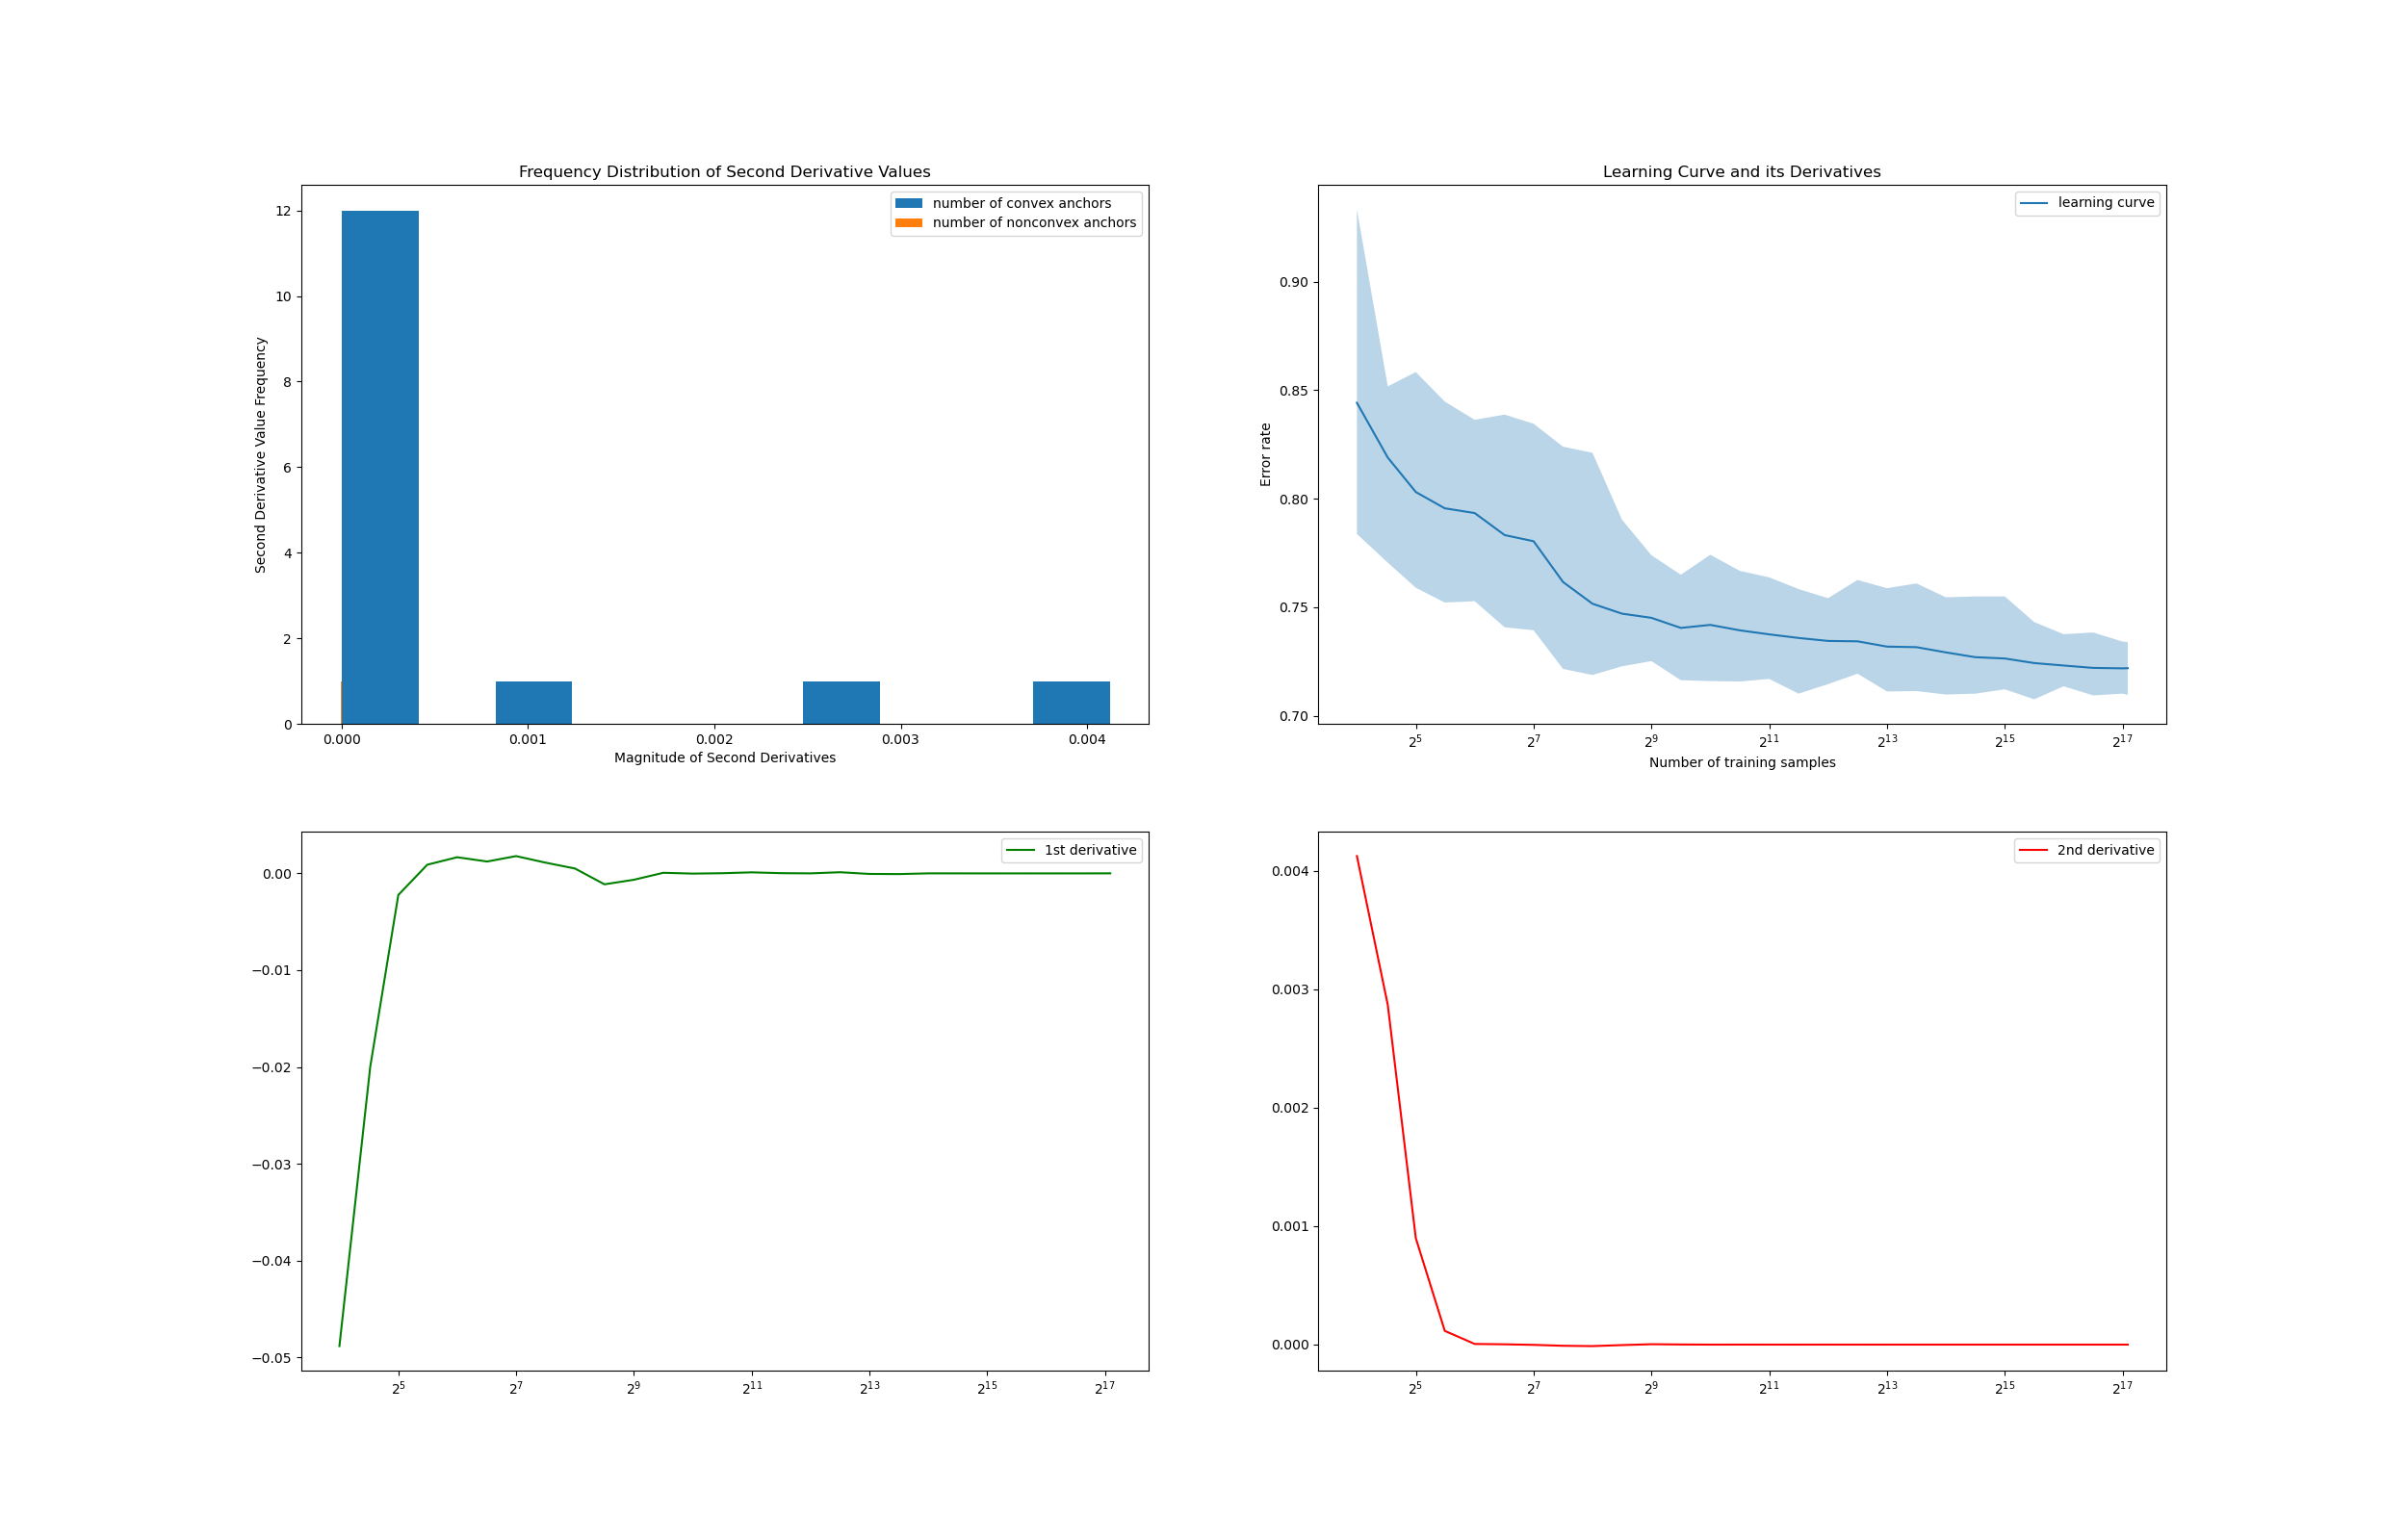 Frequency Distribution of Second Derivative Values
number of convex anchors
number of nonconvex anchors
Second Derivative Value Frequency
12
10
8
6
4
2
0
0.000 0.001 0.002 0.003 0.004
Magnitude of Second Derivatives
Learning Curve and its Derivatives
learning curve
Error rate
0.90
0.85
0.80
0.75
0.70
2^5 2^7 2^9 2^11 2^13 2^15 2^17
Number of training samples
1st derivative
0.00
−0.01
−0.02
−0.03
−0.04
−0.05
2^5 2^7 2^9 2^11 2^13 2^15 2^17
2nd derivative
0.004
0.003
0.002
0.001
0.000
2^5 2^7 2^9 2^11 2^13 2^15 2^17